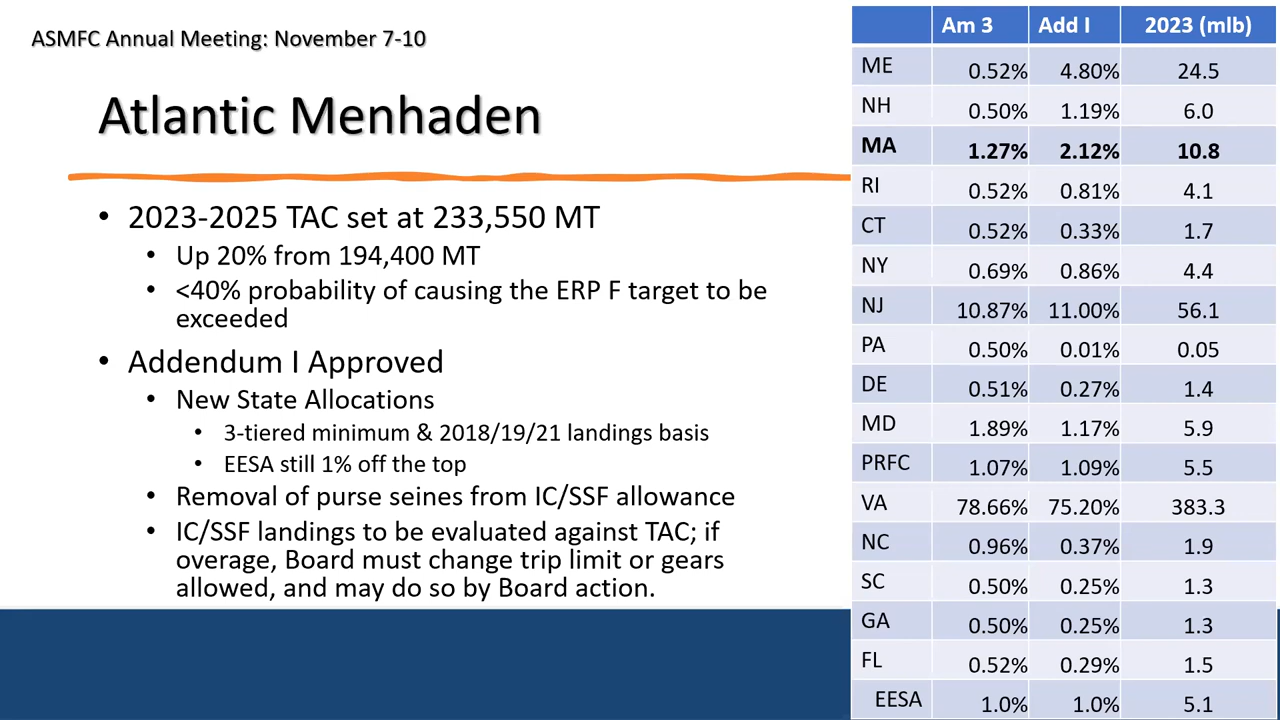 ASMFC Annual Meeting: November 7-10
Atlantic Menhaden
• 2023-2025 TAC set at 233,550 MT
• Up 20% from 194,400 MT
• <40% probability of causing the ERP F target to be
exceeded
• Addendum I Approved
• New State Allocations
• 3-tiered minimum & 2018/19/21 landings basis
• EESA still 1% off the top
• Removal of purse seines from IC/SSF allowance
• IC/SSF landings to be evaluated against TAC; if
overage, Board must change trip limit or gears
allowed, and may do so by Board action.
Am 3 Add I 2023 (mlb)
ME 0.52% 4.80% 24.5
NH 0.50% 1.19% 6.0
MA 1.27% 2.12% 10.8
RI 0.52% 0.81% 4.1
CT 0.52% 0.33% 1.7
NY 0.69% 0.86% 4.4
NJ 10.87% 11.00% 56.1
PA 0.50% 0.01% 0.05
DE 0.51% 0.27% 1.4
MD 1.89% 1.17% 5.9
PRFC 1.07% 1.09% 5.5
VA 78.66% 75.20% 383.3
NC 0.96% 0.37% 1.9
SC 0.50% 0.25% 1.3
GA 0.50% 0.25% 1.3
FL 0.52% 0.29% 1.5
EESA 1.0% 1.0% 5.1